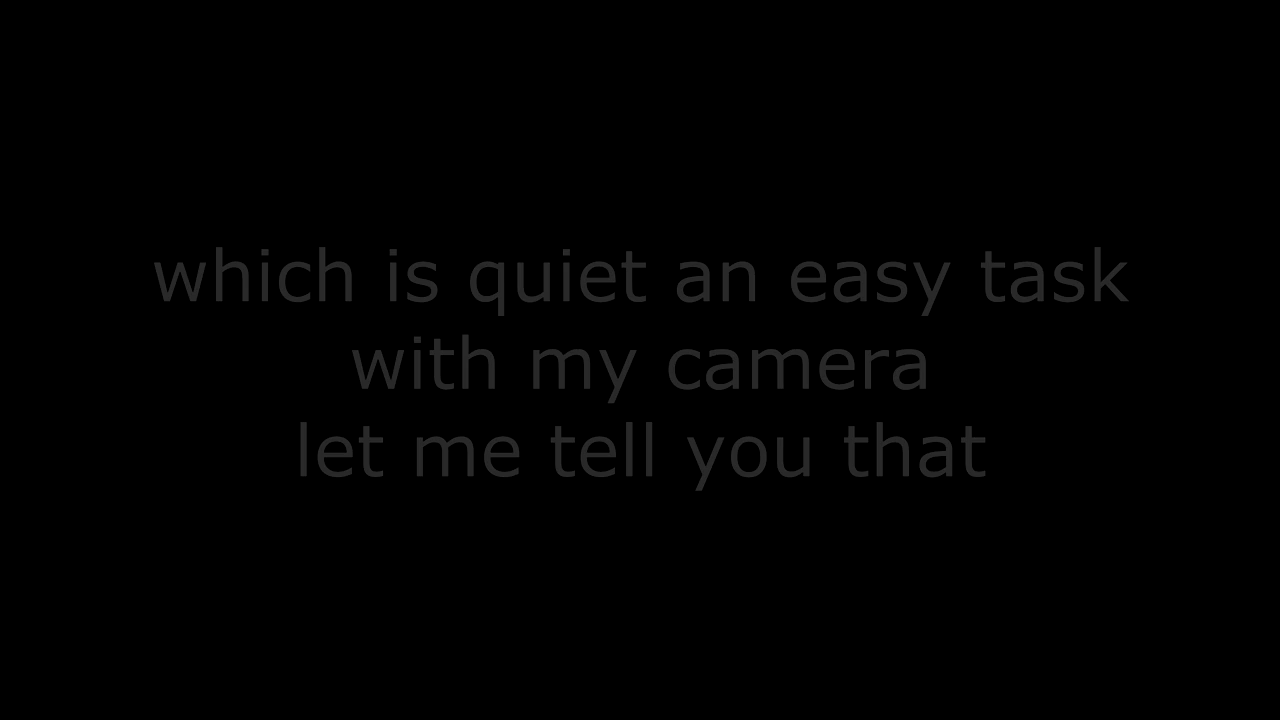 which is quiet an easy task
with my camera
let me tell you that